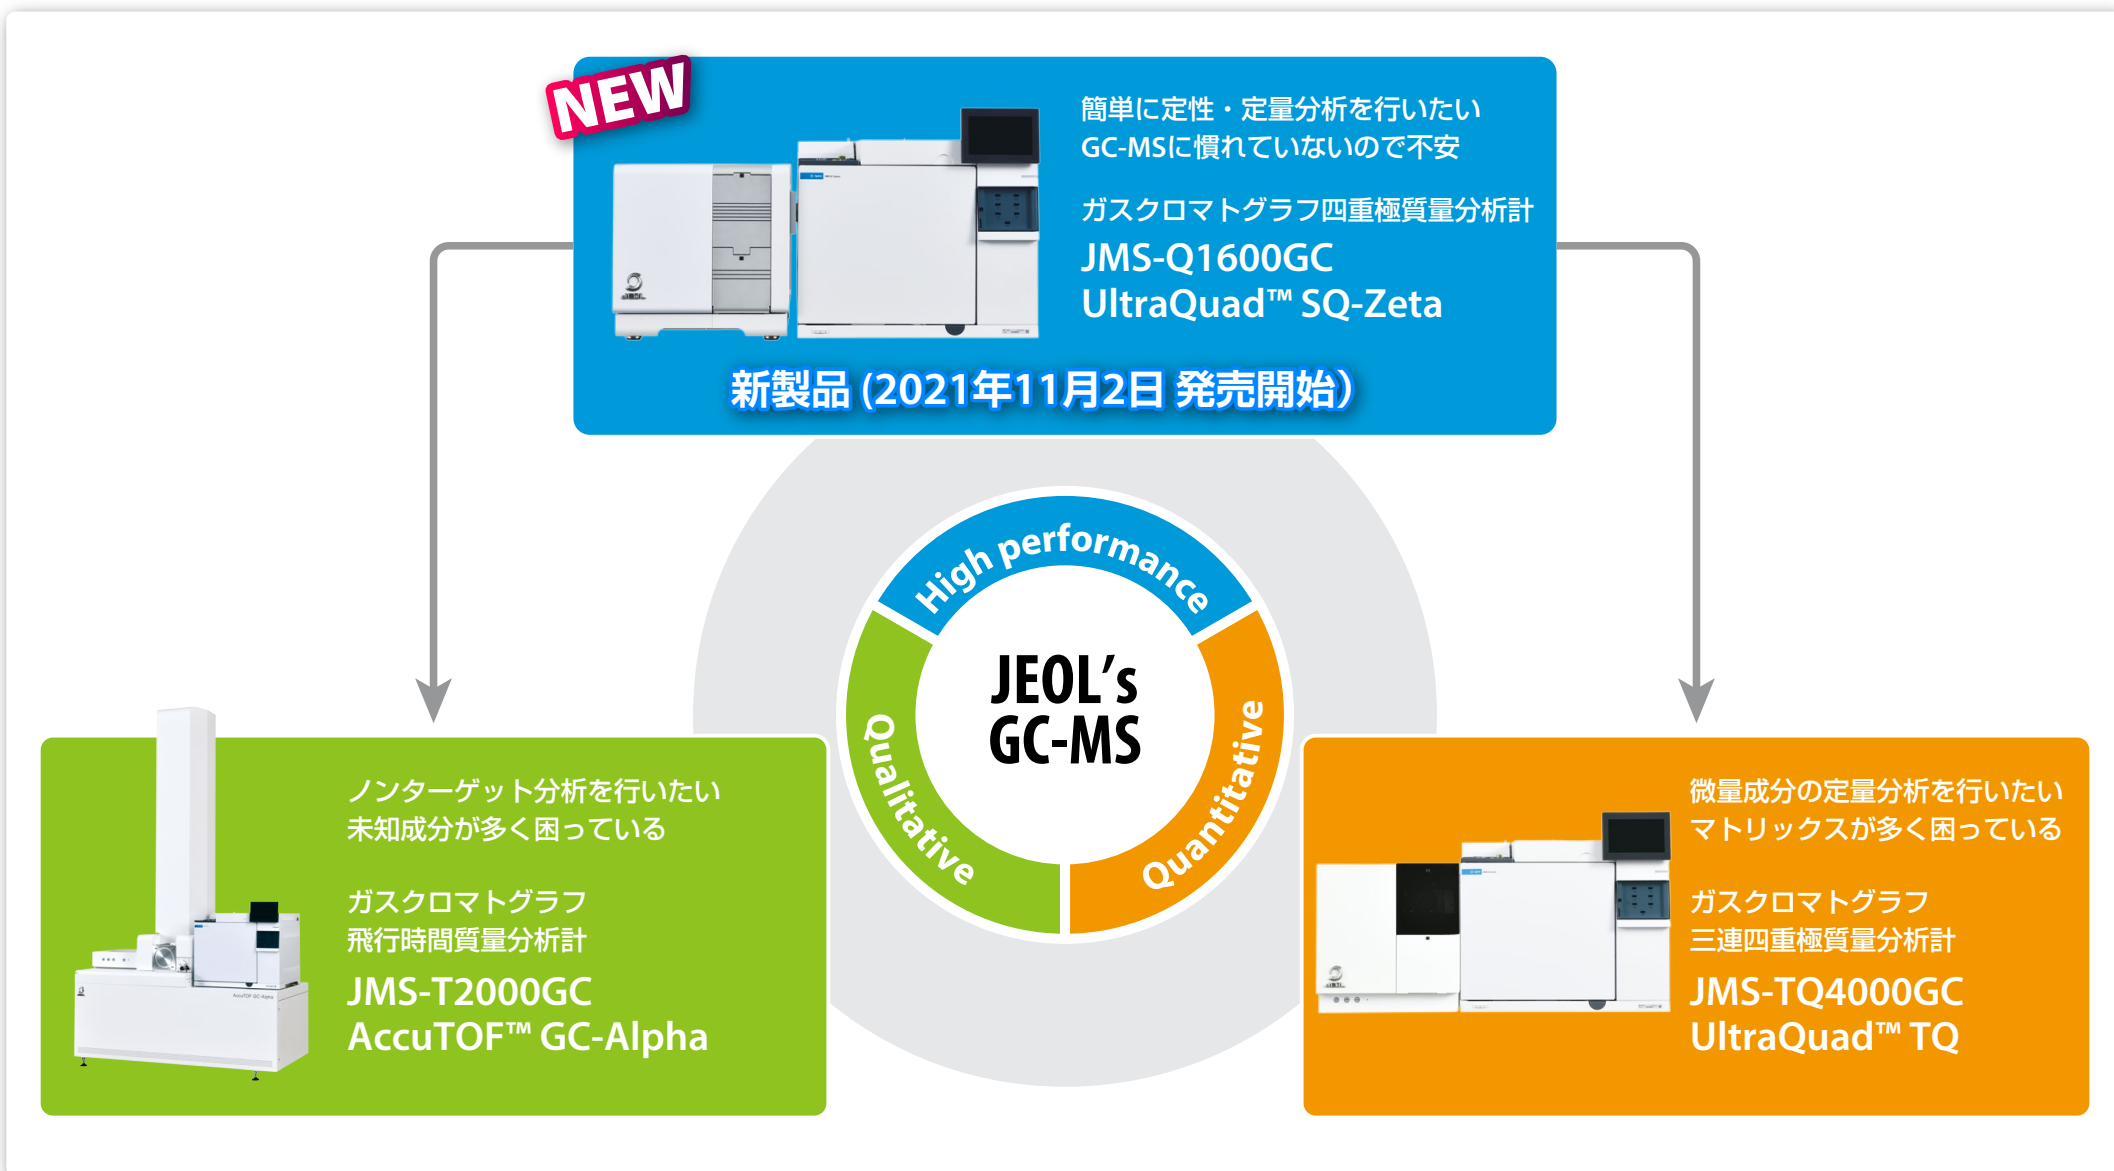 NEW
簡単に定性・定量分析を行いたい
GC-MSに慣れていないので不安
ガスクロマトグラフ四重極質量分析計
JMS-Q1600GC
UltraQuad™ SQ-Zeta
JEOL
新製品 (2021年11月2日 発売開始）
High performance
JEOL’s
GC-MS
Qualitative
Quantitative
ノンターゲット分析を行いたい
未知成分が多く困っている
ガスクロマトグラフ
飛行時間質量分析計
JMS-T2000GC
AccuTOF™ GC-Alpha
AccuTOF GC-Alpha
微量成分の定量分析を行いたい
マトリックスが多く困っている
ガスクロマトグラフ
三連四重極質量分析計
JMS-TQ4000GC
UltraQuad™ TQ
JEOL